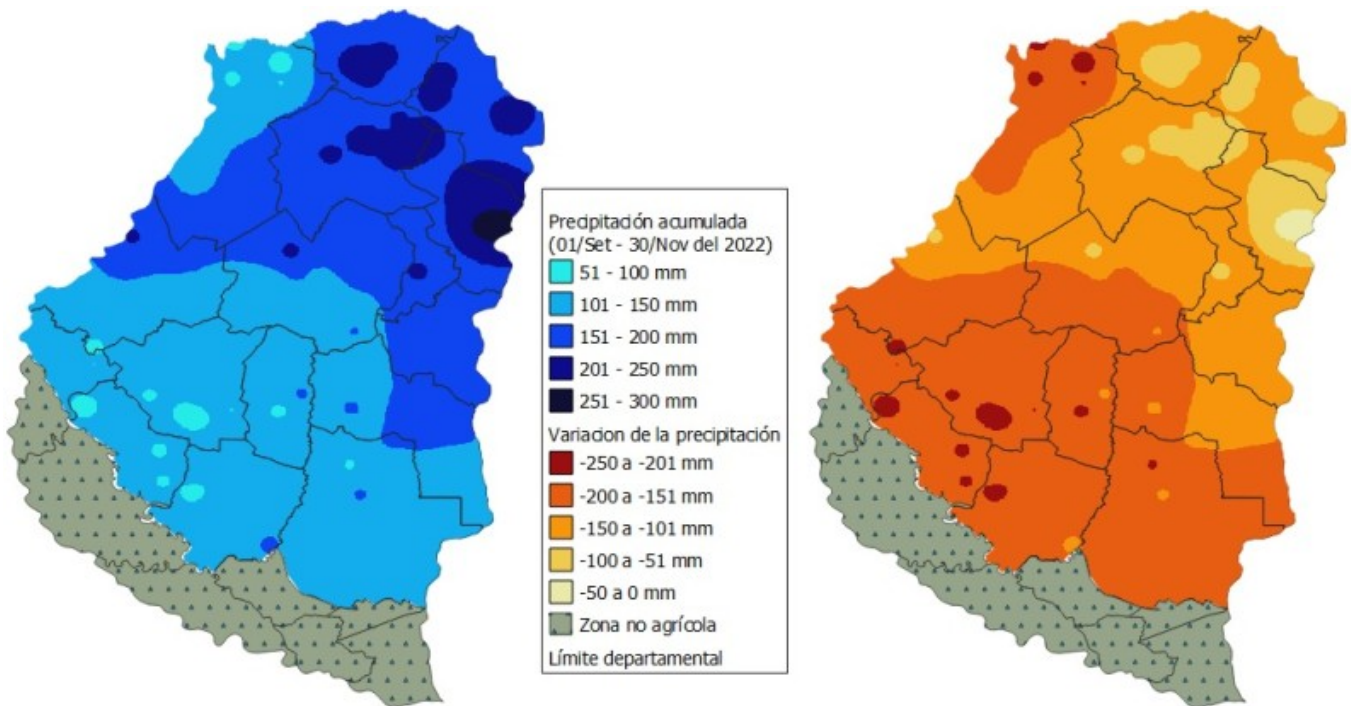 Precipitación acumulada
(01/Set - 30/Nov del 2022)
51 - 100 mm
101 - 150 mm
151 - 200 mm
201 - 250 mm
251 - 300 mm
Variacion de la precipitación
-250 a -201 mm
-200 a -151 mm
-150 a -101 mm
-100 a -51 mm
-50 a 0 mm
Zona no agrícola
Límite departamental